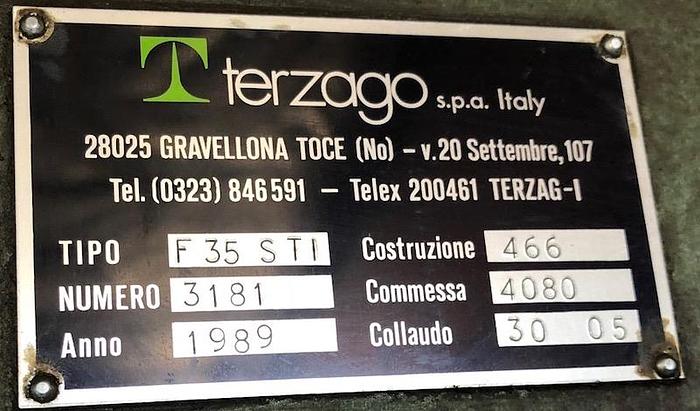 T terzago s.p.a. Italy
28025 GRAVELLONA TOCE (No) – v.20 Settembre,107
Tel. (0323) 846591 – Telex 200461 TERZAG-I
TIPO F 35 STI Costruzione 466
NUMERO 3181 Commessa 4080
Anno 1989 Collaudo 30 05